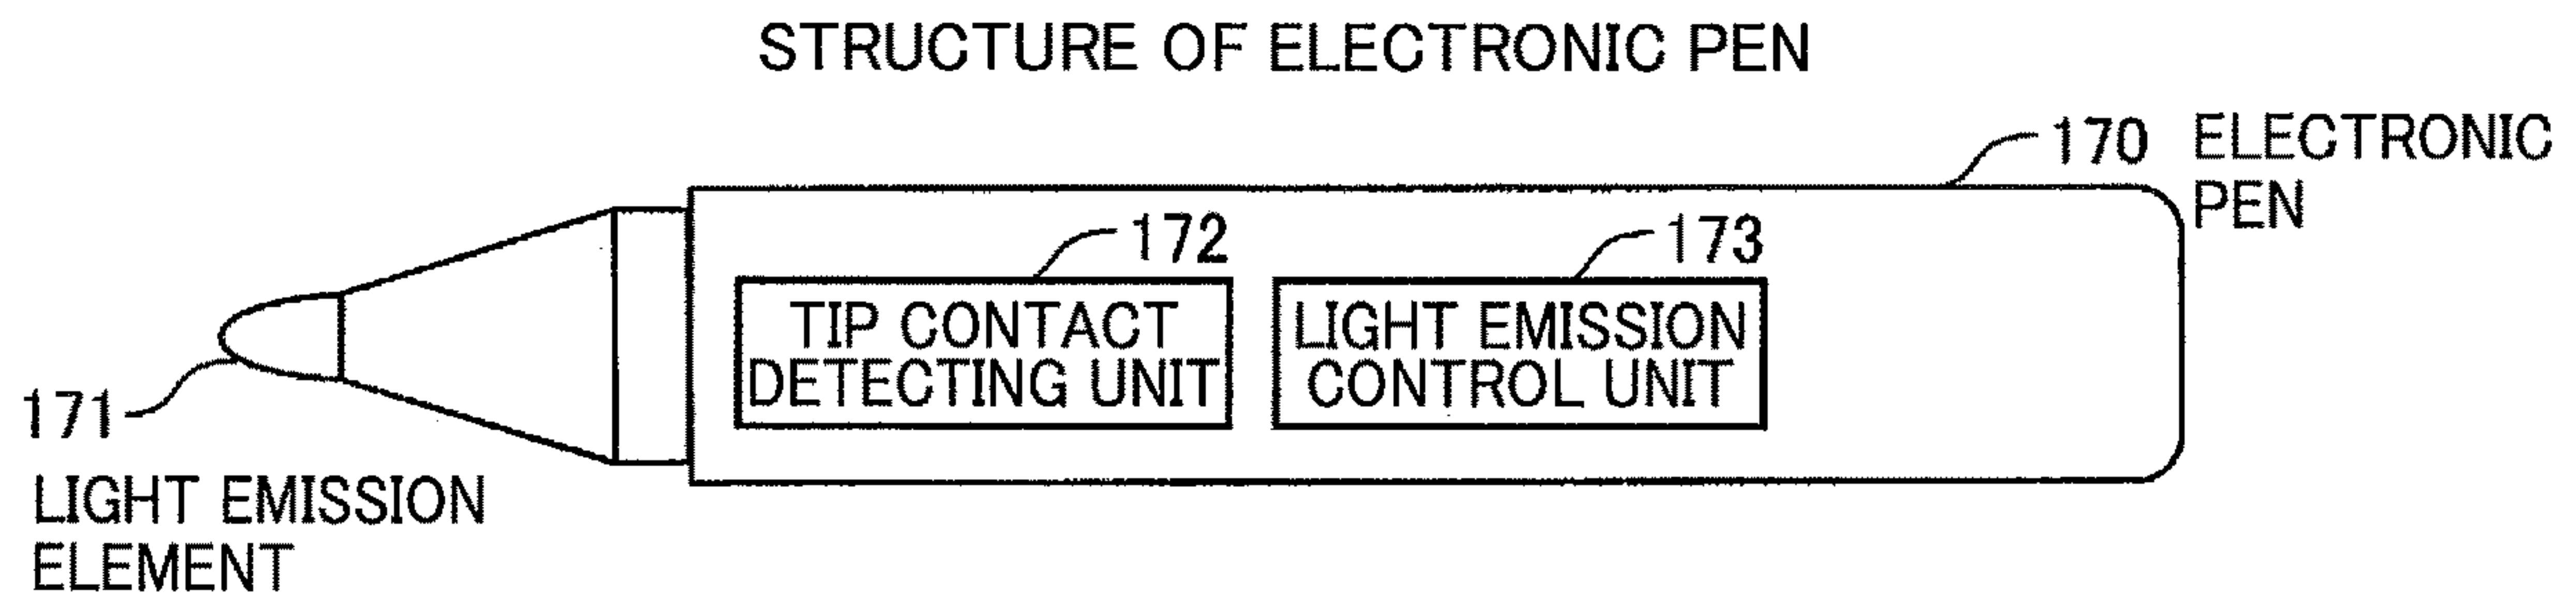 STRUCTURE OF ELECTRONIC PEN
170 ELECTRONIC
PEN
172
173
TIP CONTACT
DETECTING UNIT
LIGHT EMISSION
CONTROL UNIT
171
LIGHT EMISSION
ELEMENT